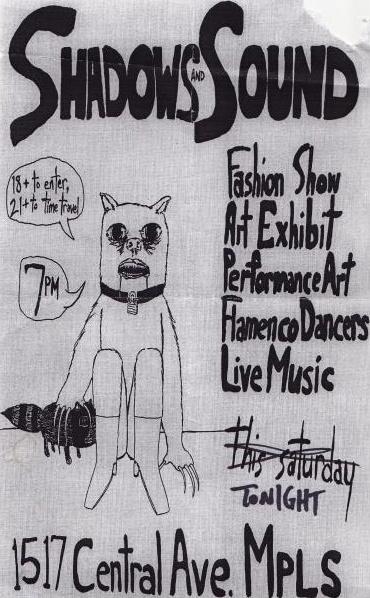 SHADOWS AND SOUND
18+ to enter,
21+ to time travel
7PM
Fashion Show
Art Exhibit
Performance Art
Flamenco Dancers
Live Music
this saturday
TONIGHT
1517 Central Ave. MPLS